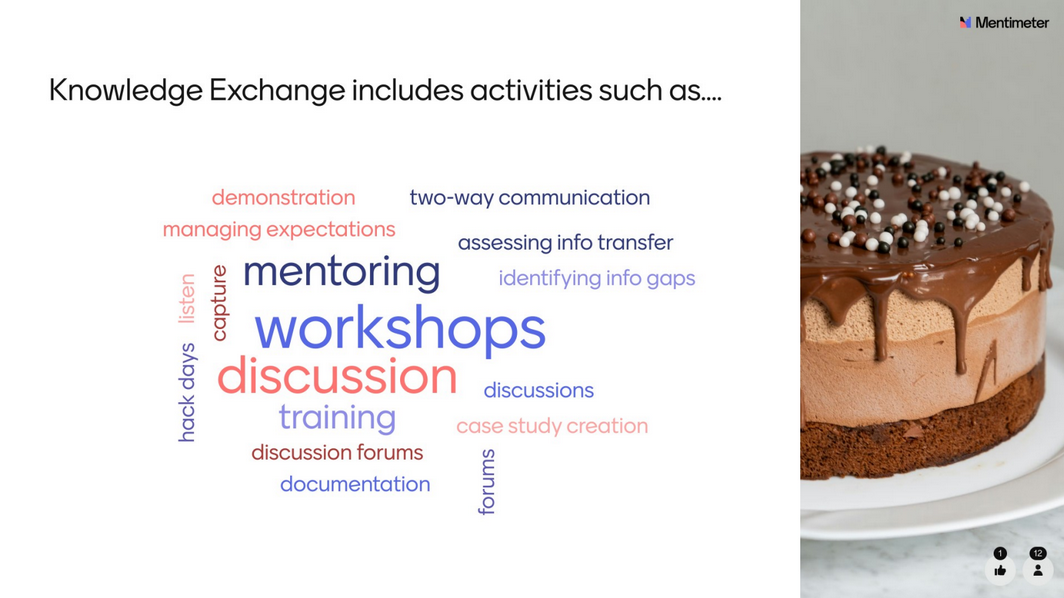 Mentimeter
Knowledge Exchange includes activities such as....
demonstration
two-way communication
managing expectations
assessing info transfer
mentoring
identifying info gaps
listen
capture
workshops
hack days
discussion
discussions
training
case study creation
discussion forums
forums
documentation
1
12